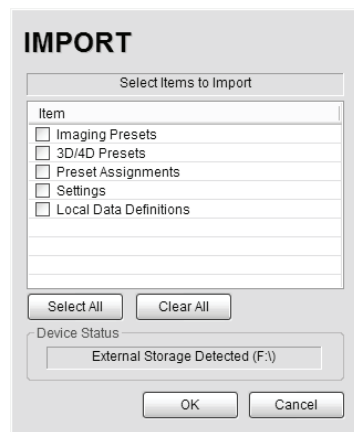 IMPORT
Select Items to Import
Item
Imaging Presets
3D/4D Presets
Preset Assignments
Settings
Local Data Definitions
Select All Clear All
Device Status
External Storage Detected (F:\)
OK Cancel